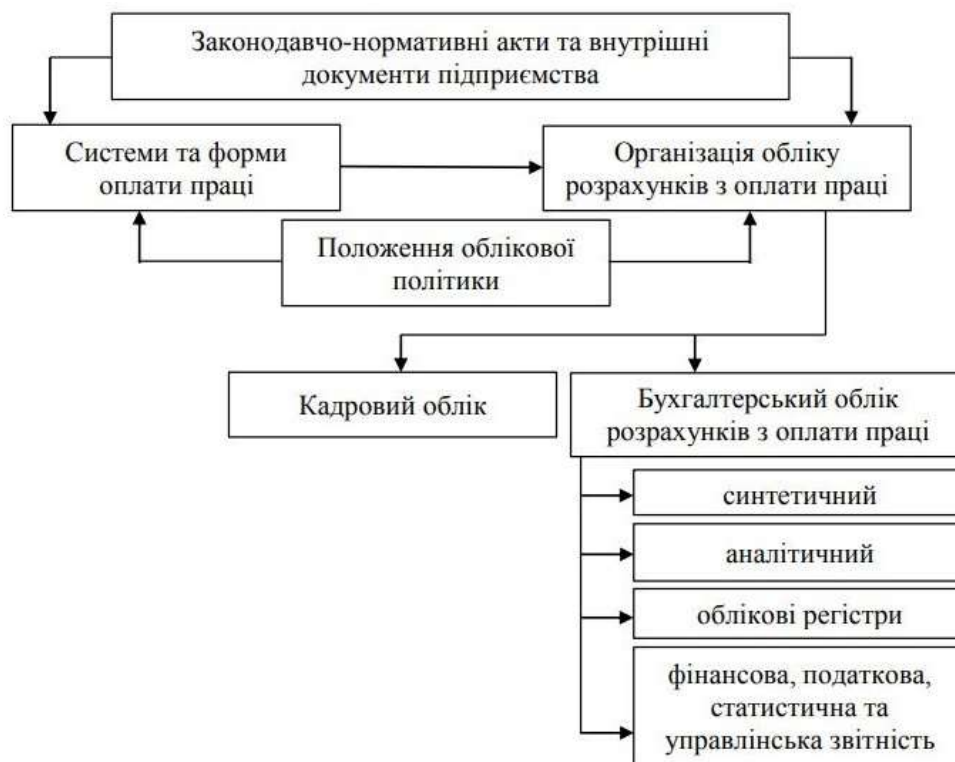 Законодавчо-нормативні акти та внутрішні
документи підприємства
Системи та форми
оплати праці
Організація обліку
розрахунків з оплати праці
Положення облікової
політики
Кадровий облік
Бухгалтерський облік
розрахунків з оплати праці
синтетичний
аналітичний
облікові регістри
фінансова, податкова,
статистична та
управлінська звітність